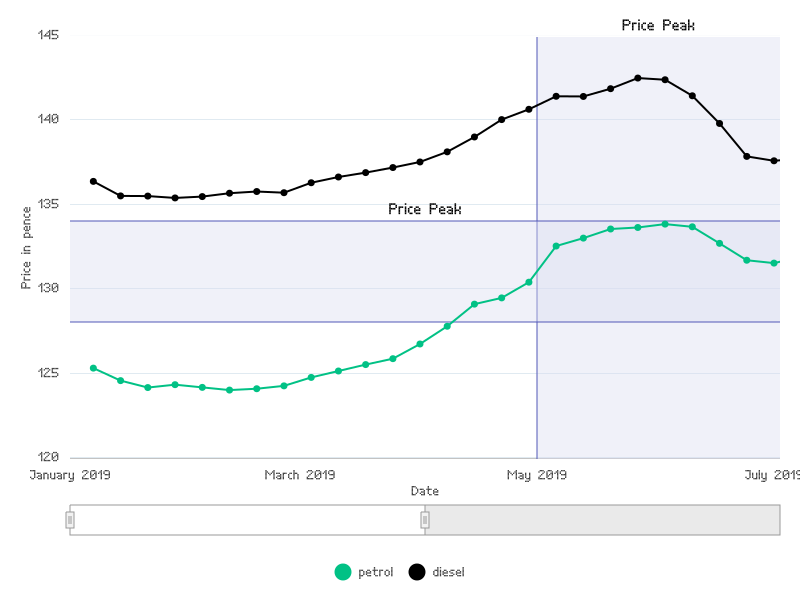 Price Peak
145
140
135
Price Peak
130
125
120
Price in pence
January 2019
March 2019
May 2019
July 2019
Date
petrol
diesel